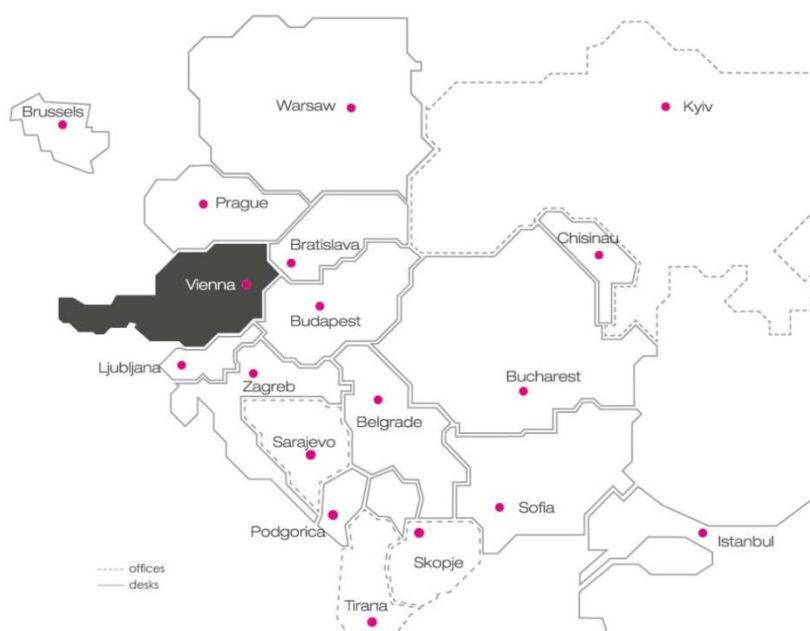 Warsaw
Kyiv
Brussels
Prague
Chisinau
Bratislava
Vienna
Budapest
Ljubljana
Zagreb
Bucharest
Belgrade
Sarajevo
Sofia
Podgorica
Istanbul
Skopje
offices
desks
Tirana